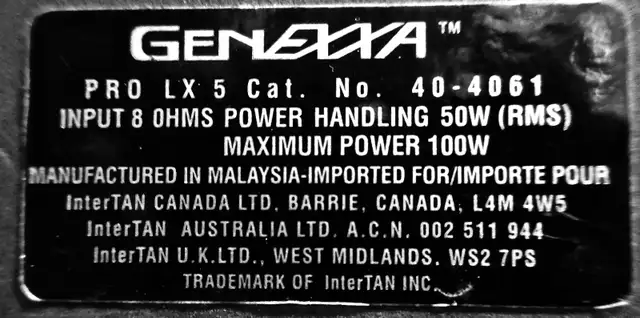 GENEXXA™
PRO LX 5 Cat. No. 40-4061
INPUT 8 OHMS POWER HANDLING 50W (RMS)
MAXIMUM POWER 100W
MANUFACTURED IN MALAYSIA-IMPORTED FOR/IMPORTE POUR
InterTAN CANADA LTD. BARRIE, CANADA, L4M 4W5
InterTAN AUSTRALIA LTD. A.C.N. 002 511 944
InterTAN U.K.LTD., WEST MIDLANDS. WS2 7PS
TRADEMARK OF InterTAN INC.